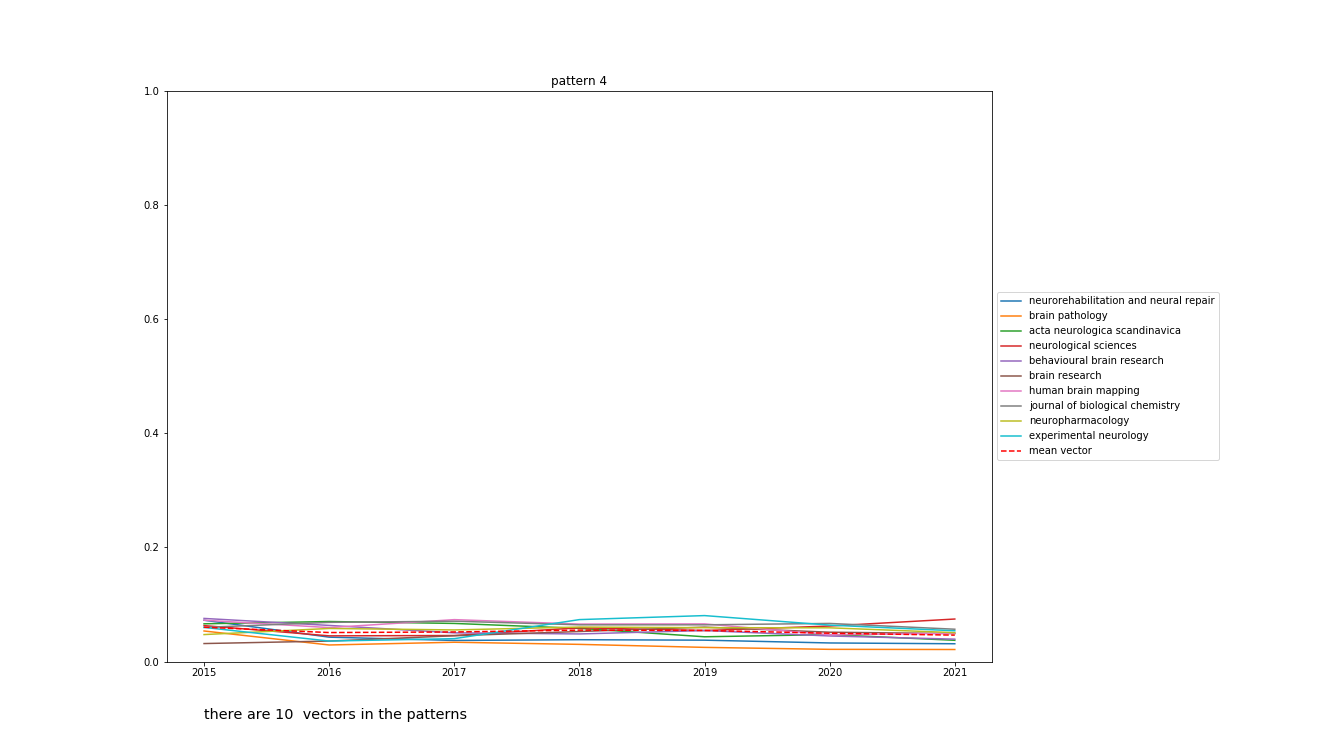 pattern 4
1.0
0.8
0.6
0.4
0.2
0.0
2015 2016 2017 2018 2019 2020 2021
neurorehabilitation and neural repair
brain pathology
acta neurologica scandinavica
neurological sciences
behavioural brain research
brain research
human brain mapping
journal of biological chemistry
neuropharmacology
experimental neurology
mean vector
there are 10  vectors in the patterns